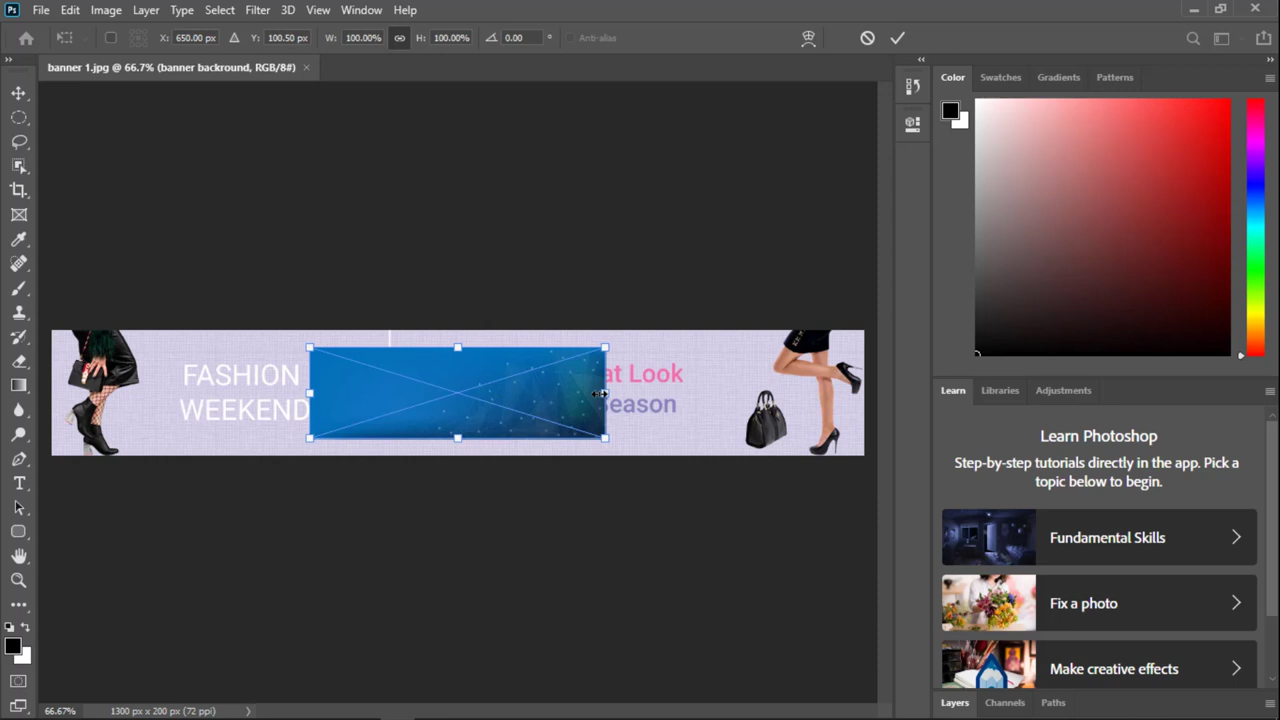 Ps File Edit Image Layer Type Select Filter 3D View Window Help
X: 650.00 px Y: 100.50 px W: 100.00% H: 100.00% 0.00 ° Anti-alias
banner 1.jpg @ 66.7% (banner backround, RGB/8#) ×
Color Swatches Gradients Patterns
FASHION
WEEKEND
at Look
Season
Learn Libraries Adjustments
Learn Photoshop
Step-by-step tutorials directly in the app. Pick a
topic below to begin.
Fundamental Skills
Fix a photo
Make creative effects
Layers Channels Paths
66.67% 1300 px x 200 px (72 ppi)